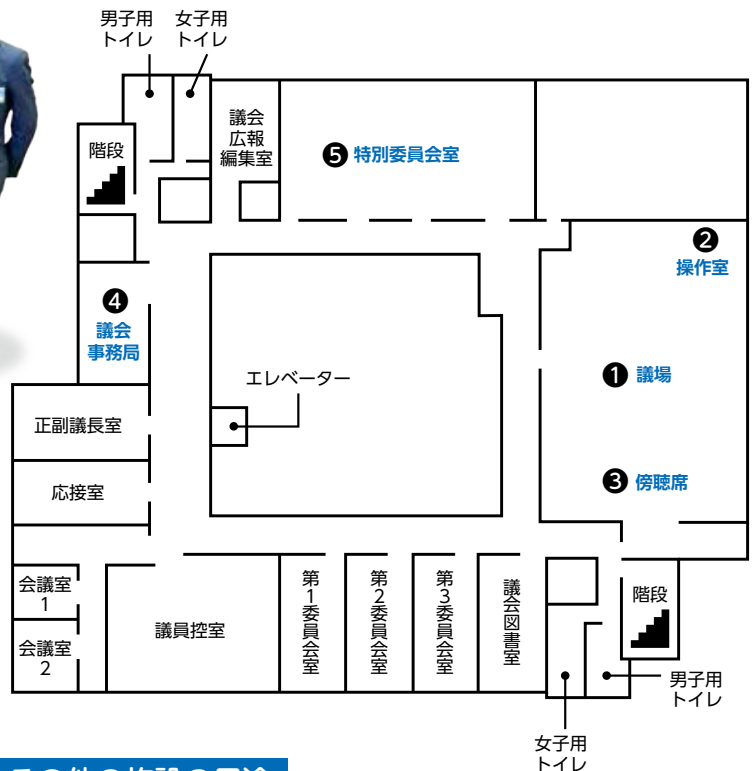 男子用
トイレ
女子用
トイレ
階段
議会
広報
編集室
❺ 特別委員会室
❷
操作室
❹
議会
事務局
❶ 議場
エレベーター
正副議長室
応接室
❸ 傍聴席
会議室
1
会議室
2
議員控室
第1委員会室
第2委員会室
第3委員会室
議会図書室
階段
男子用
トイレ
女子用
トイレ